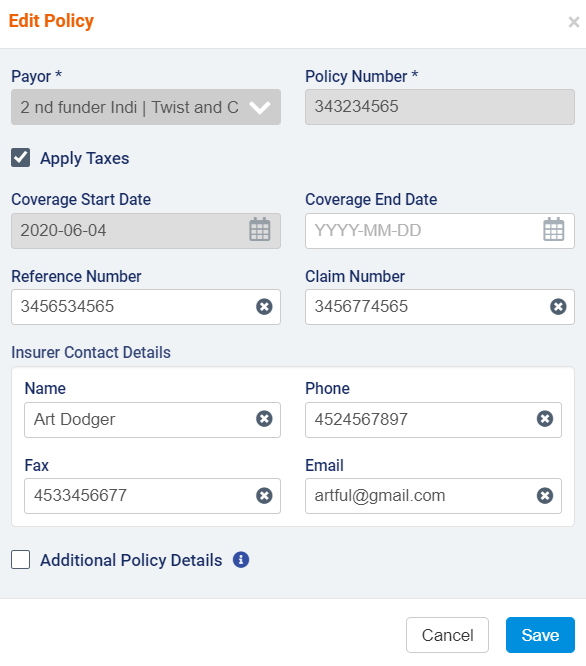 Edit Policy
Payor * Policy Number *
2 nd funder Indi | Twist and C 343234565
Apply Taxes
Coverage Start Date Coverage End Date
2020-06-04 YYYY-MM-DD
Reference Number Claim Number
3456534565 3456774565
Insurer Contact Details
Name Phone
Art Dodger 4524567897
Fax Email
4533456677 artful@gmail.com
Additional Policy Details
Cancel Save